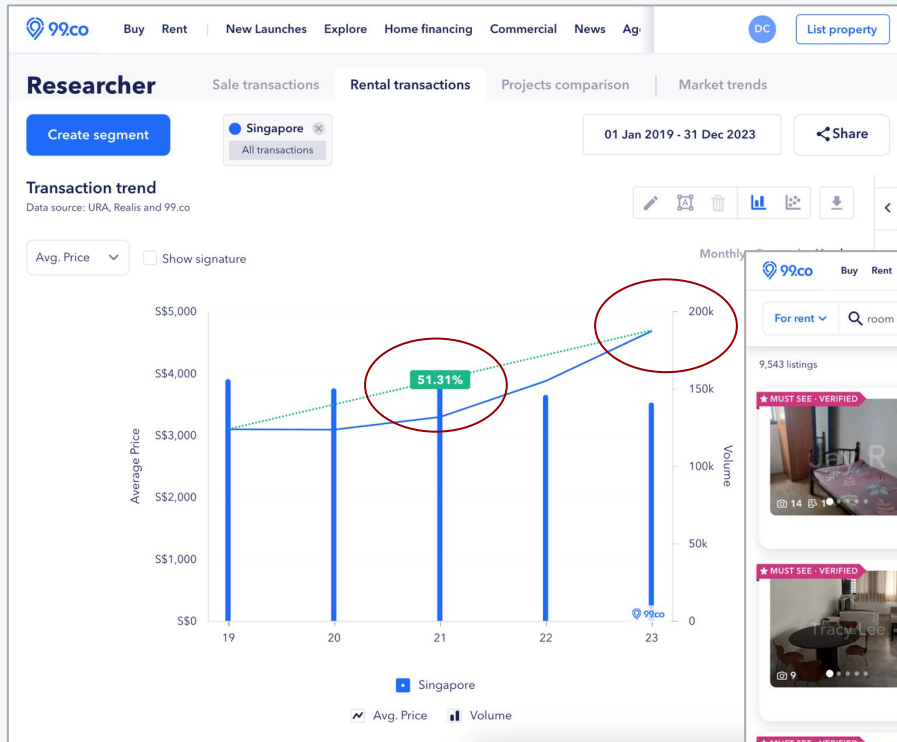 99.co
Buy Rent New Launches Explore Home financing Commercial News
DC
List property
Researcher
Sale transactions Rental transactions Projects comparison Market trends
Create segment
Singapore
All transactions
01 Jan 2019 - 31 Dec 2023
Share
Transaction trend
Data source: URA, Realis and 99.co
Avg. Price
Show signature
Monthly
S$5,000
S$4,000
S$3,000
S$2,000
S$1,000
S$0
Average Price
51.31%
200k
150k
100k
50k
0
Volume
99.co
19 20 21 22 23
Singapore
Avg. Price Volume
99.co
Buy Rent
For rent
room
9,543 listings
MUST SEE - VERIFIED
Jay R
14 1
MUST SEE - VERIFIED
Tracy Lee
9